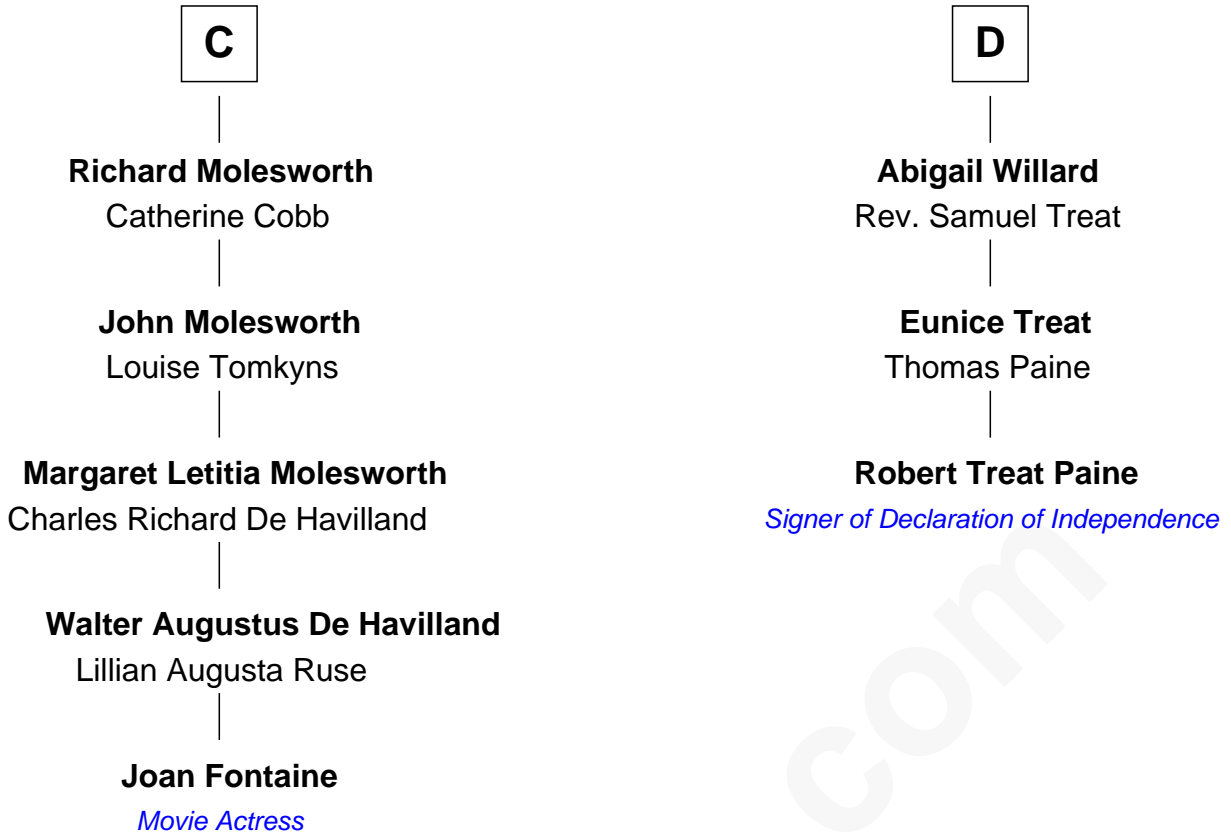 C
Richard Molesworth
Catherine Cobb
John Molesworth
Louise Tomkyns
Margaret Letitia Molesworth
Charles Richard De Havilland
Walter Augustus De Havilland
Lillian Augusta Ruse
Joan Fontaine
Movie Actress
D
Abigail Willard
Rev. Samuel Treat
Eunice Treat
Thomas Paine
Robert Treat Paine
Signer of Declaration of Independence
com